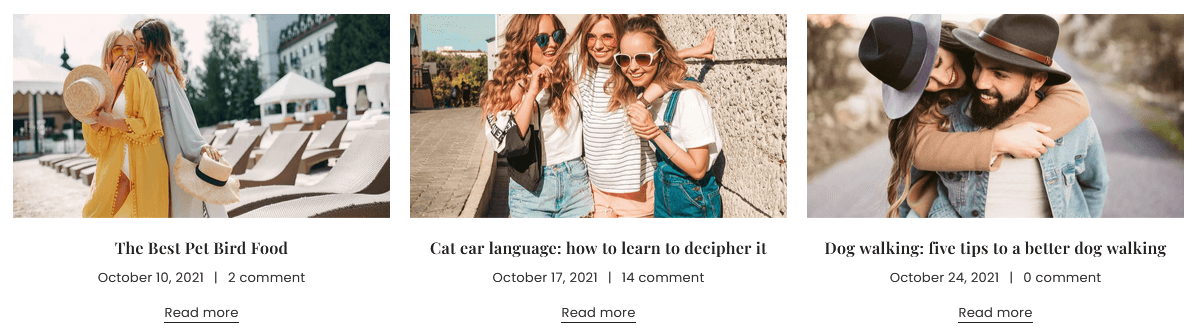 The Best Pet Bird Food
October 10, 2021 | 2 comment
Read more
Cat ear language: how to learn to decipher it
October 17, 2021 | 14 comment
Read more
Dog walking: five tips to a better dog walking
October 24, 2021 | 0 comment
Read more